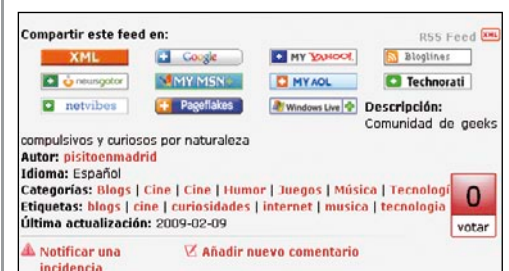 Compartir este feed en:
RSS Feed XML
XML
Google
MY YAHOO!
Bloglines
newsgator
MY MSN
MY AOL
Technorati
netvibes
Pageflakes
Windows Live
Descripción:
Comunidad de geeks
compulsivos y curiosos por naturaleza
Autor: pisitoenmadrid
Idioma: Español
Categorías: Blogs | Cine | Cine | Humor | Juegos | Música | Tecnologí
Etiquetas: blogs | cine | curiosidades | internet | musica | tecnologia
Última actualización: 2009-02-09
0
votar
Notificar una
incidencia
Añadir nuevo comentario